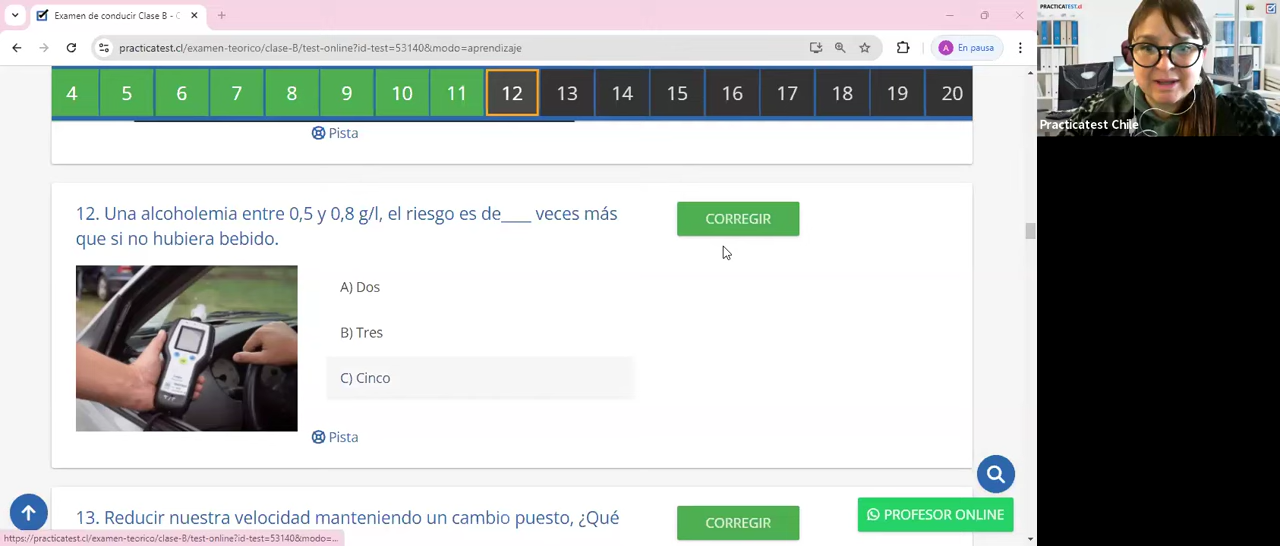 Examen de conducir Clase B - C
practicatest.cl/examen-teorico/clase-B/test-online?id-test=53140&modo=aprendizaje
A
En pausa
PRACTICATEST.cl
Practicatest Chile
4 5 6 7 8 9 10 11 12 13 14 15 16 17 18 19 20
Pista
12. Una alcoholemia entre 0,5 y 0,8 g/l, el riesgo es de____ veces más
que si no hubiera bebido.
CORREGIR
A) Dos
B) Tres
C) Cinco
Pista
13. Reducir nuestra velocidad manteniendo un cambio puesto, ¿Qué
CORREGIR
PROFESOR ONLINE
https://practicatest.cl/examen-teorico/clase-B/test-online?id-test=53140&modo=...